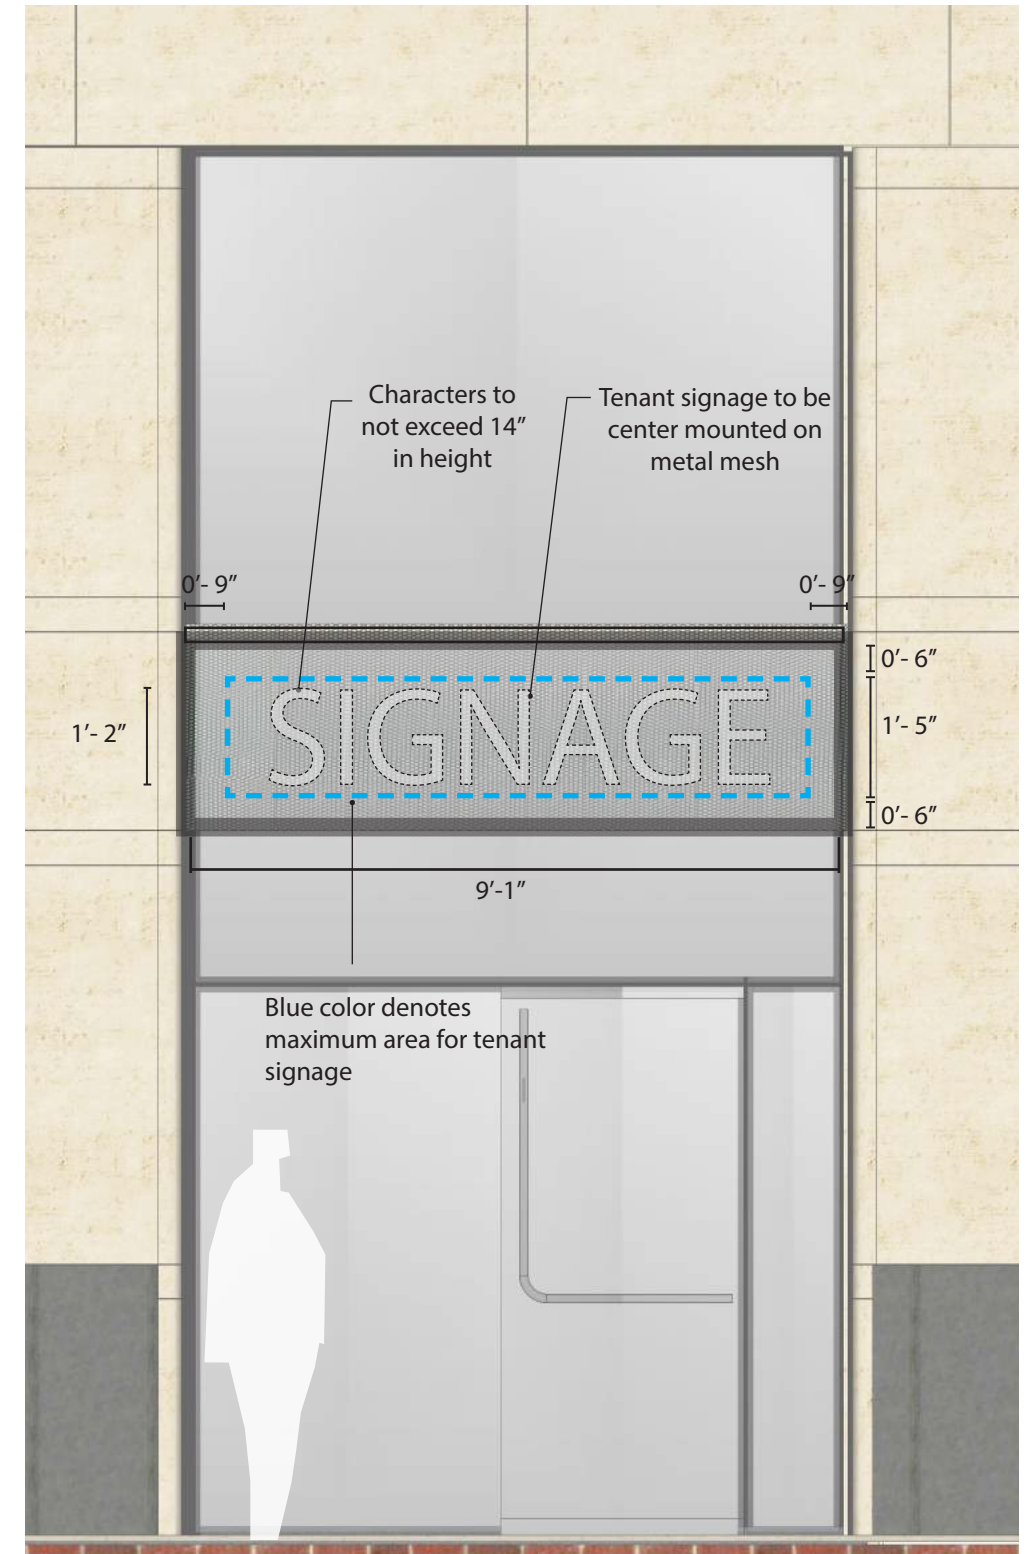 Characters to
not exceed 14”
in height
Tenant signage to be
center mounted on
metal mesh
0’- 9”
0’- 9”
0’- 6”
SIGNAGE
1’- 2”
1’- 5”
0’- 6”
9’-1”
Blue color denotes
maximum area for tenant
signage